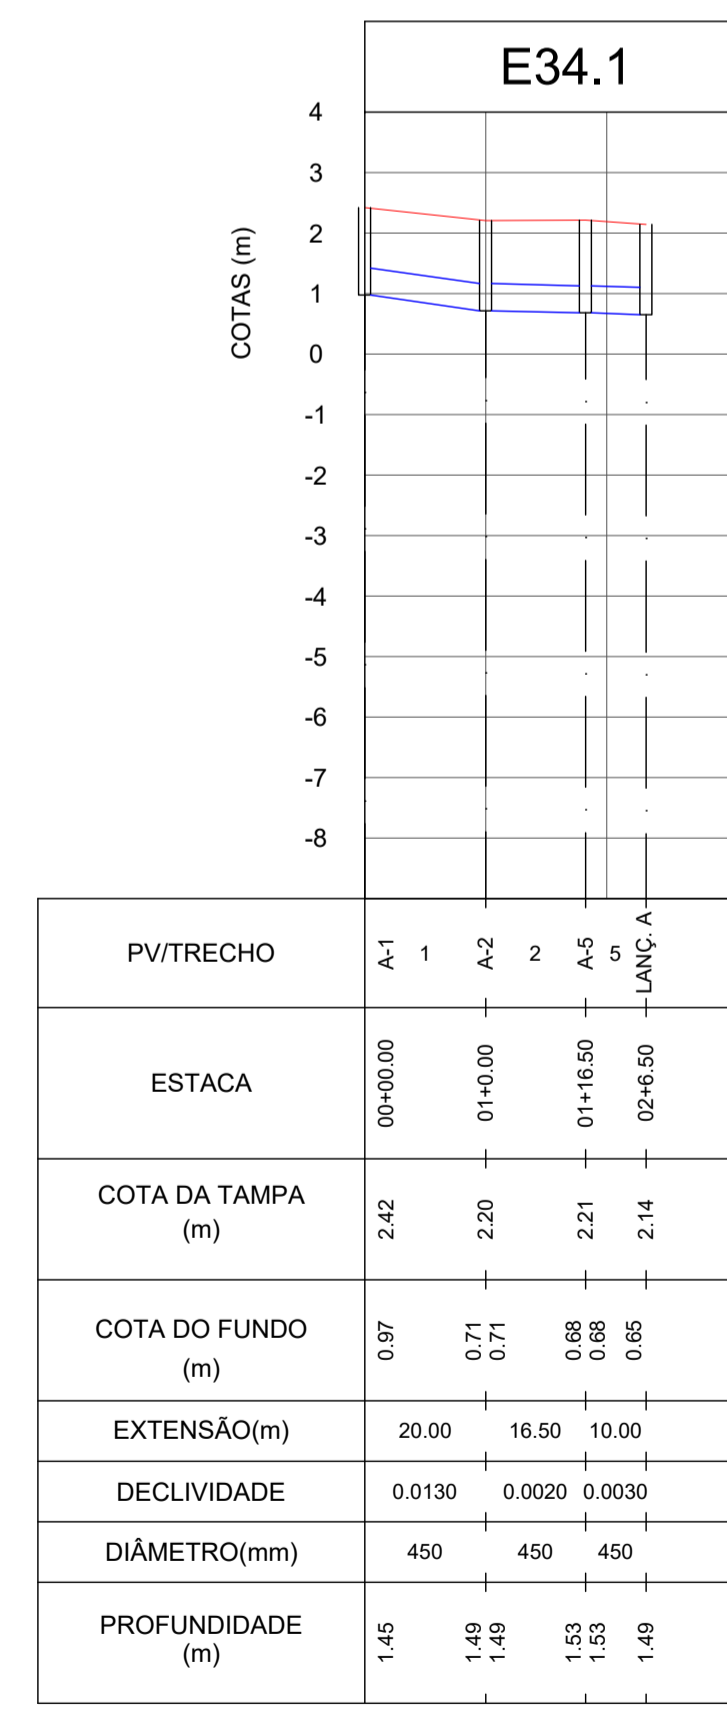 E34.1
COTAS (m)
4
3
2
1
0
-1
-2
-3
-4
-5
-6
-7
-8
PV/TRECHO A-1 1 A-2 2 A-5 5 LANÇ. A
ESTACA 00+00.00 01+0.00 01+16.50 02+6.50
COTA DA TAMPA
(m)
2.42 2.20 2.21 2.14
COTA DO FUNDO
(m)
0.97 0.71 0.71 0.68 0.68 0.65
EXTENSÃO(m) 20.00 16.50 10.00
DECLIVIDADE 0.0130 0.0020 0.0030
DIÂMETRO(mm) 450 450 450
PROFUNDIDADE
(m)
1.45 1.49 1.49 1.53 1.53 1.49